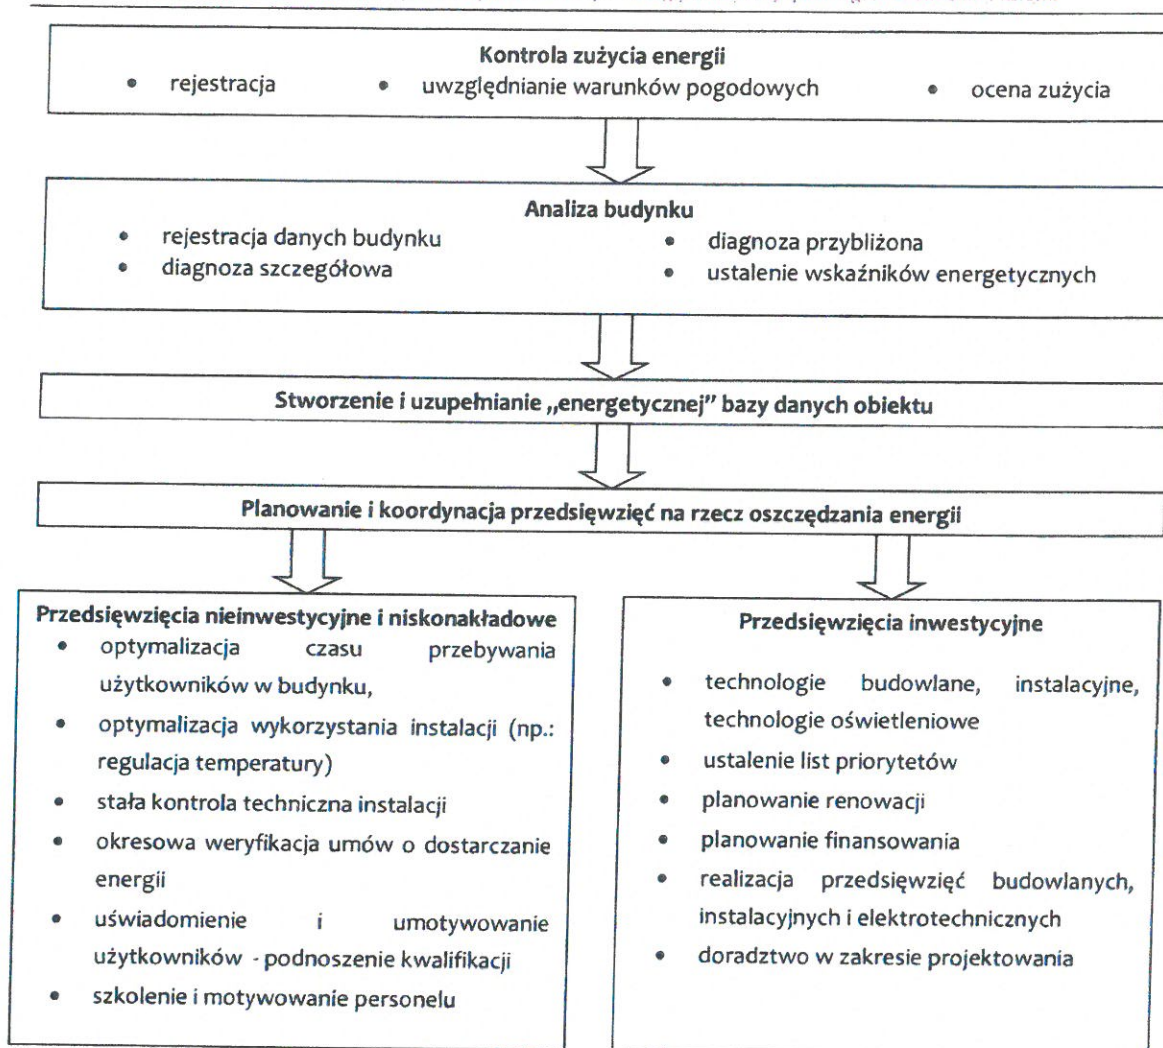 Kontrola zużycia energii
• rejestracja • uwzględnianie warunków pogodowych • ocena zużycia
Analiza budynku
• rejestracja danych budynku • diagnoza przybliżona
• diagnoza szczegółowa • ustalenie wskaźników energetycznych
Stworzenie i uzupełnianie „energetycznej” bazy danych obiektu
Planowanie i koordynacja przedsięwzięć na rzecz oszczędzania energii
Przedsięwzięcia nieinwestycyjne i niskonakładowe
• optymalizacja czasu przebywania
użytkowników w budynku,
• optymalizacja wykorzystania instalacji (np.:
regulacja temperatury)
• stała kontrola techniczna instalacji
• okresowa weryfikacja umów o dostarczanie
energii
• uświadomienie i umotywowanie
użytkowników - podnoszenie kwalifikacji
• szkolenie i motywowanie personelu
Przedsięwzięcia inwestycyjne
• technologie budowlane, instalacyjne,
technologie oświetleniowe
• ustalenie list priorytetów
• planowanie renowacji
• planowanie finansowania
• realizacja przedsięwzięć budowlanych,
instalacyjnych i elektrotechnicznych
• doradztwo w zakresie projektowania